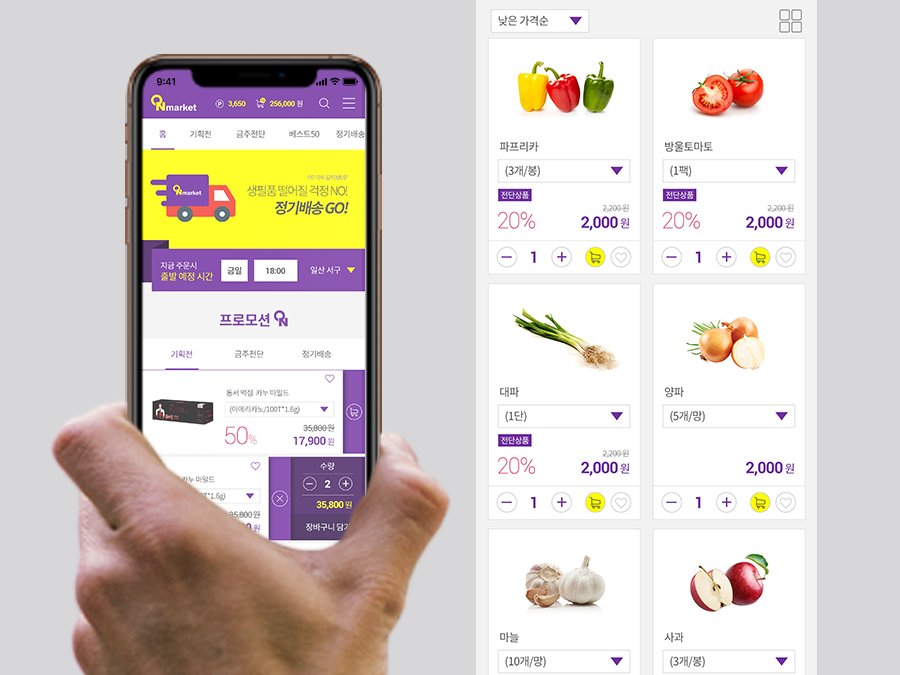 9:41
ON market
P 3,650
256,000 원
홈 기획전 금주전단 베스트50 정기배송
생필품 떨어질 걱정 NO!
정기배송 GO!
ON market
지금 주문시
출발 예정 시간
금일
18:00
일산 서구
프로모션 ON
기획전 금주전단 정기배송
동서 맥심 카누 마일드
(아메리카노/100T*1.6g)
35,800 원
50%
17,900 원
카누 마일드
*1.6g)
35,800 원
원
수량
2
35,800 원
장바구니 담기
낮은 가격순
파프리카
(3개/봉)
전단상품
2,200 원
20%
2,000 원
1
방울토마토
(1팩)
전단상품
2,200 원
20%
2,000 원
1
대파
(1단)
전단상품
2,200 원
20%
2,000 원
1
양파
(5개/망)
2,000 원
1
마늘
(10개/망)
사과
(3개/봉)